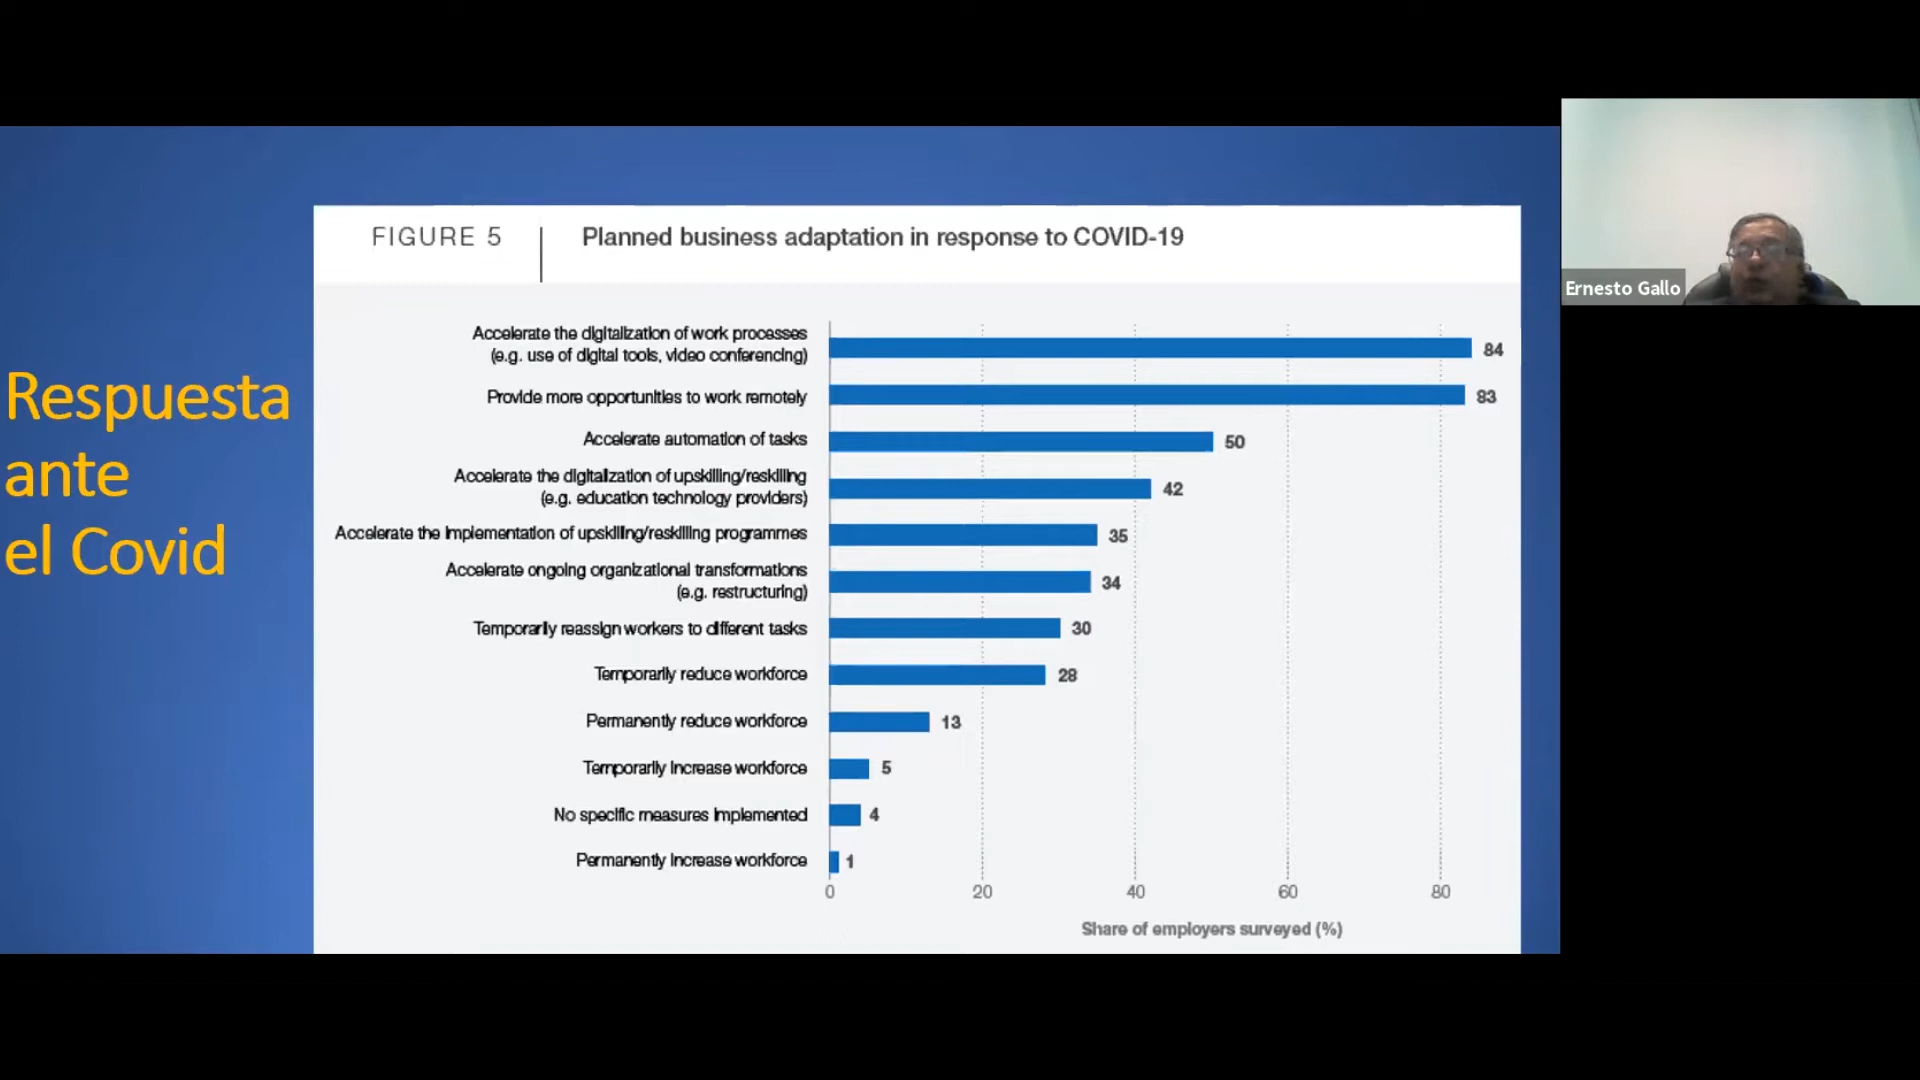 Respuesta
ante
el Covid
FIGURE 5
Planned business adaptation in response to COVID-19
Accelerate the digitalization of work processes
(e.g. use of digital tools, video conferencing)
84
Provide more opportunities to work remotely
83
Accelerate automation of tasks
50
Accelerate the digitalization of upskilling/reskilling
(e.g. education technology providers)
42
Accelerate the implementation of upskilling/reskilling programmes
35
Accelerate ongoing organizational transformations
(e.g. restructuring)
34
Temporarily reassign workers to different tasks
30
Temporarily reduce workforce
28
Permanently reduce workforce
13
Temporarily increase workforce
5
No specific measures implemented
4
Permanently increase workforce
1
0 20 40 60 80
Share of employers surveyed (%)
Ernesto Gallo